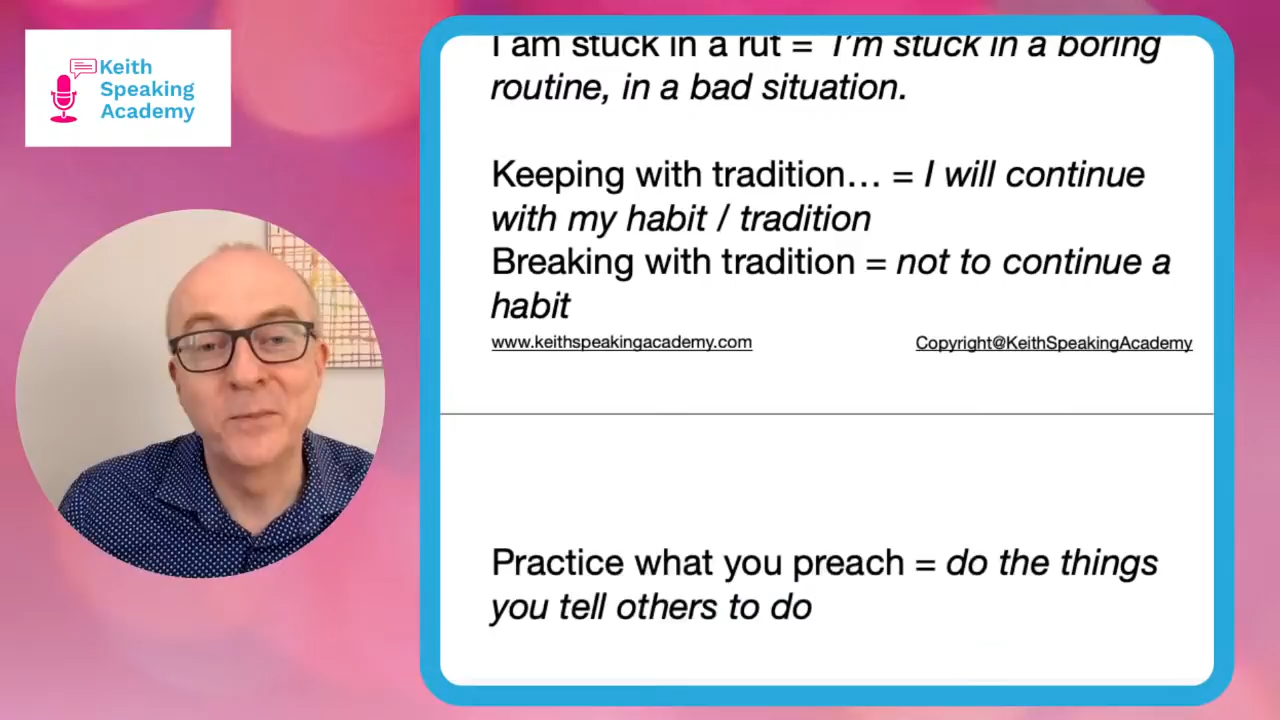 Keith
Speaking
Academy
I am stuck in a rut = I'm stuck in a boring
routine, in a bad situation.
Keeping with tradition… = I will continue
with my habit / tradition
Breaking with tradition = not to continue a
habit
www.keithspeakingacademy.com
Copyright@KeithSpeakingAcademy
Practice what you preach = do the things
you tell others to do